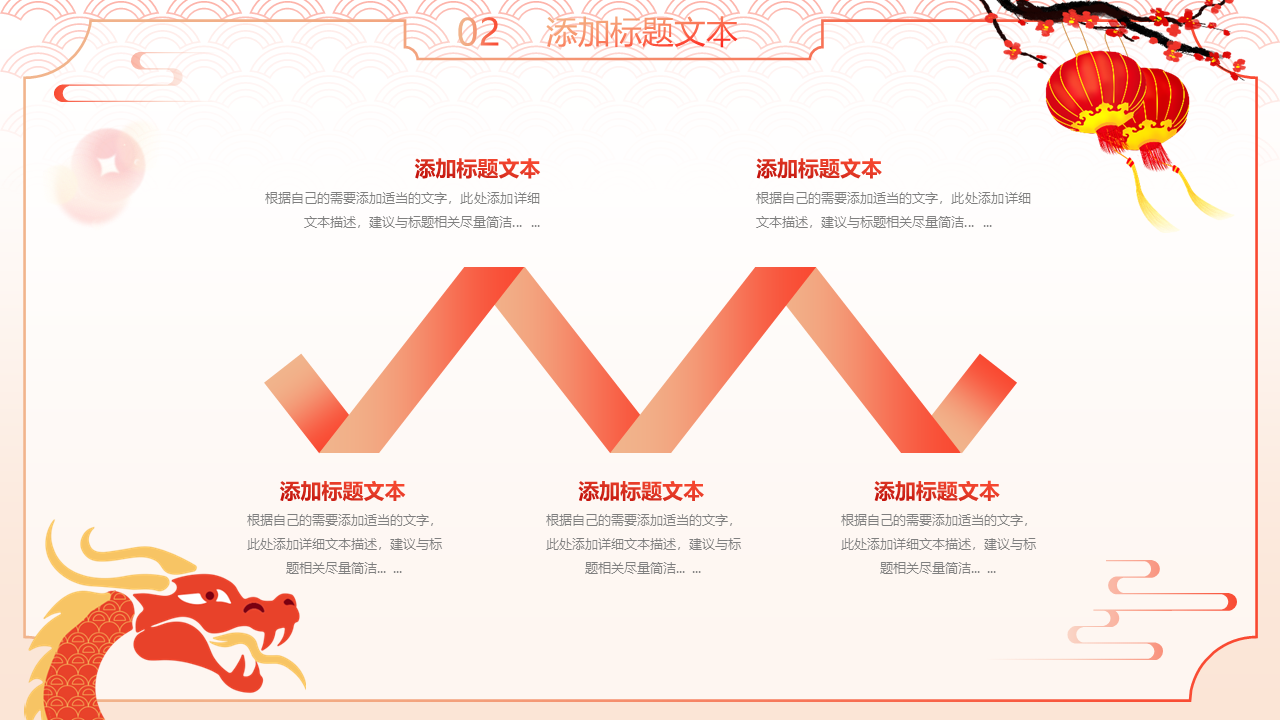 02 添加标题文本
添加标题文本
根据自己的需要添加适当的文字，此处添加详细
文本描述，建议与标题相关尽量简洁... ...
添加标题文本
根据自己的需要添加适当的文字，此处添加详细
文本描述，建议与标题相关尽量简洁... ...
添加标题文本
根据自己的需要添加适当的文字，
此处添加详细文本描述，建议与标
题相关尽量简洁... ...
添加标题文本
根据自己的需要添加适当的文字，
此处添加详细文本描述，建议与标
题相关尽量简洁... ...
添加标题文本
根据自己的需要添加适当的文字，
此处添加详细文本描述，建议与标
题相关尽量简洁... ...